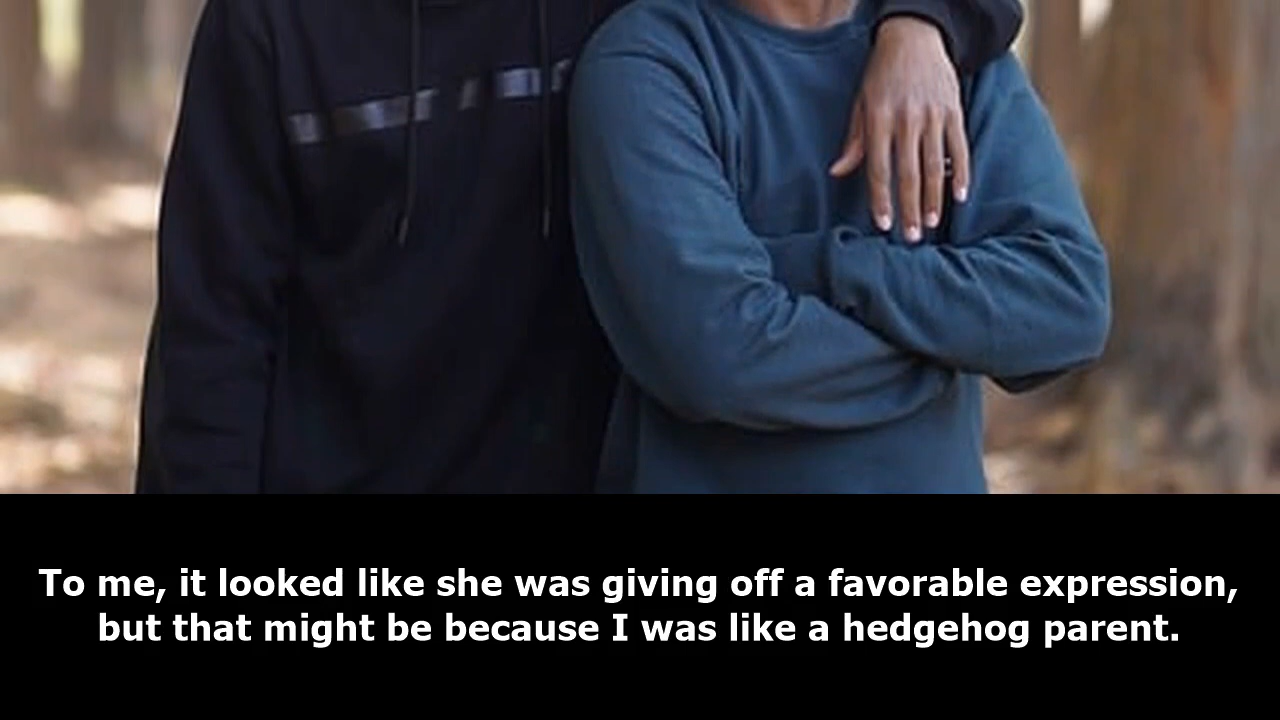 To me, it looked like she was giving off a favorable expression,
but that might be because I was like a hedgehog parent.